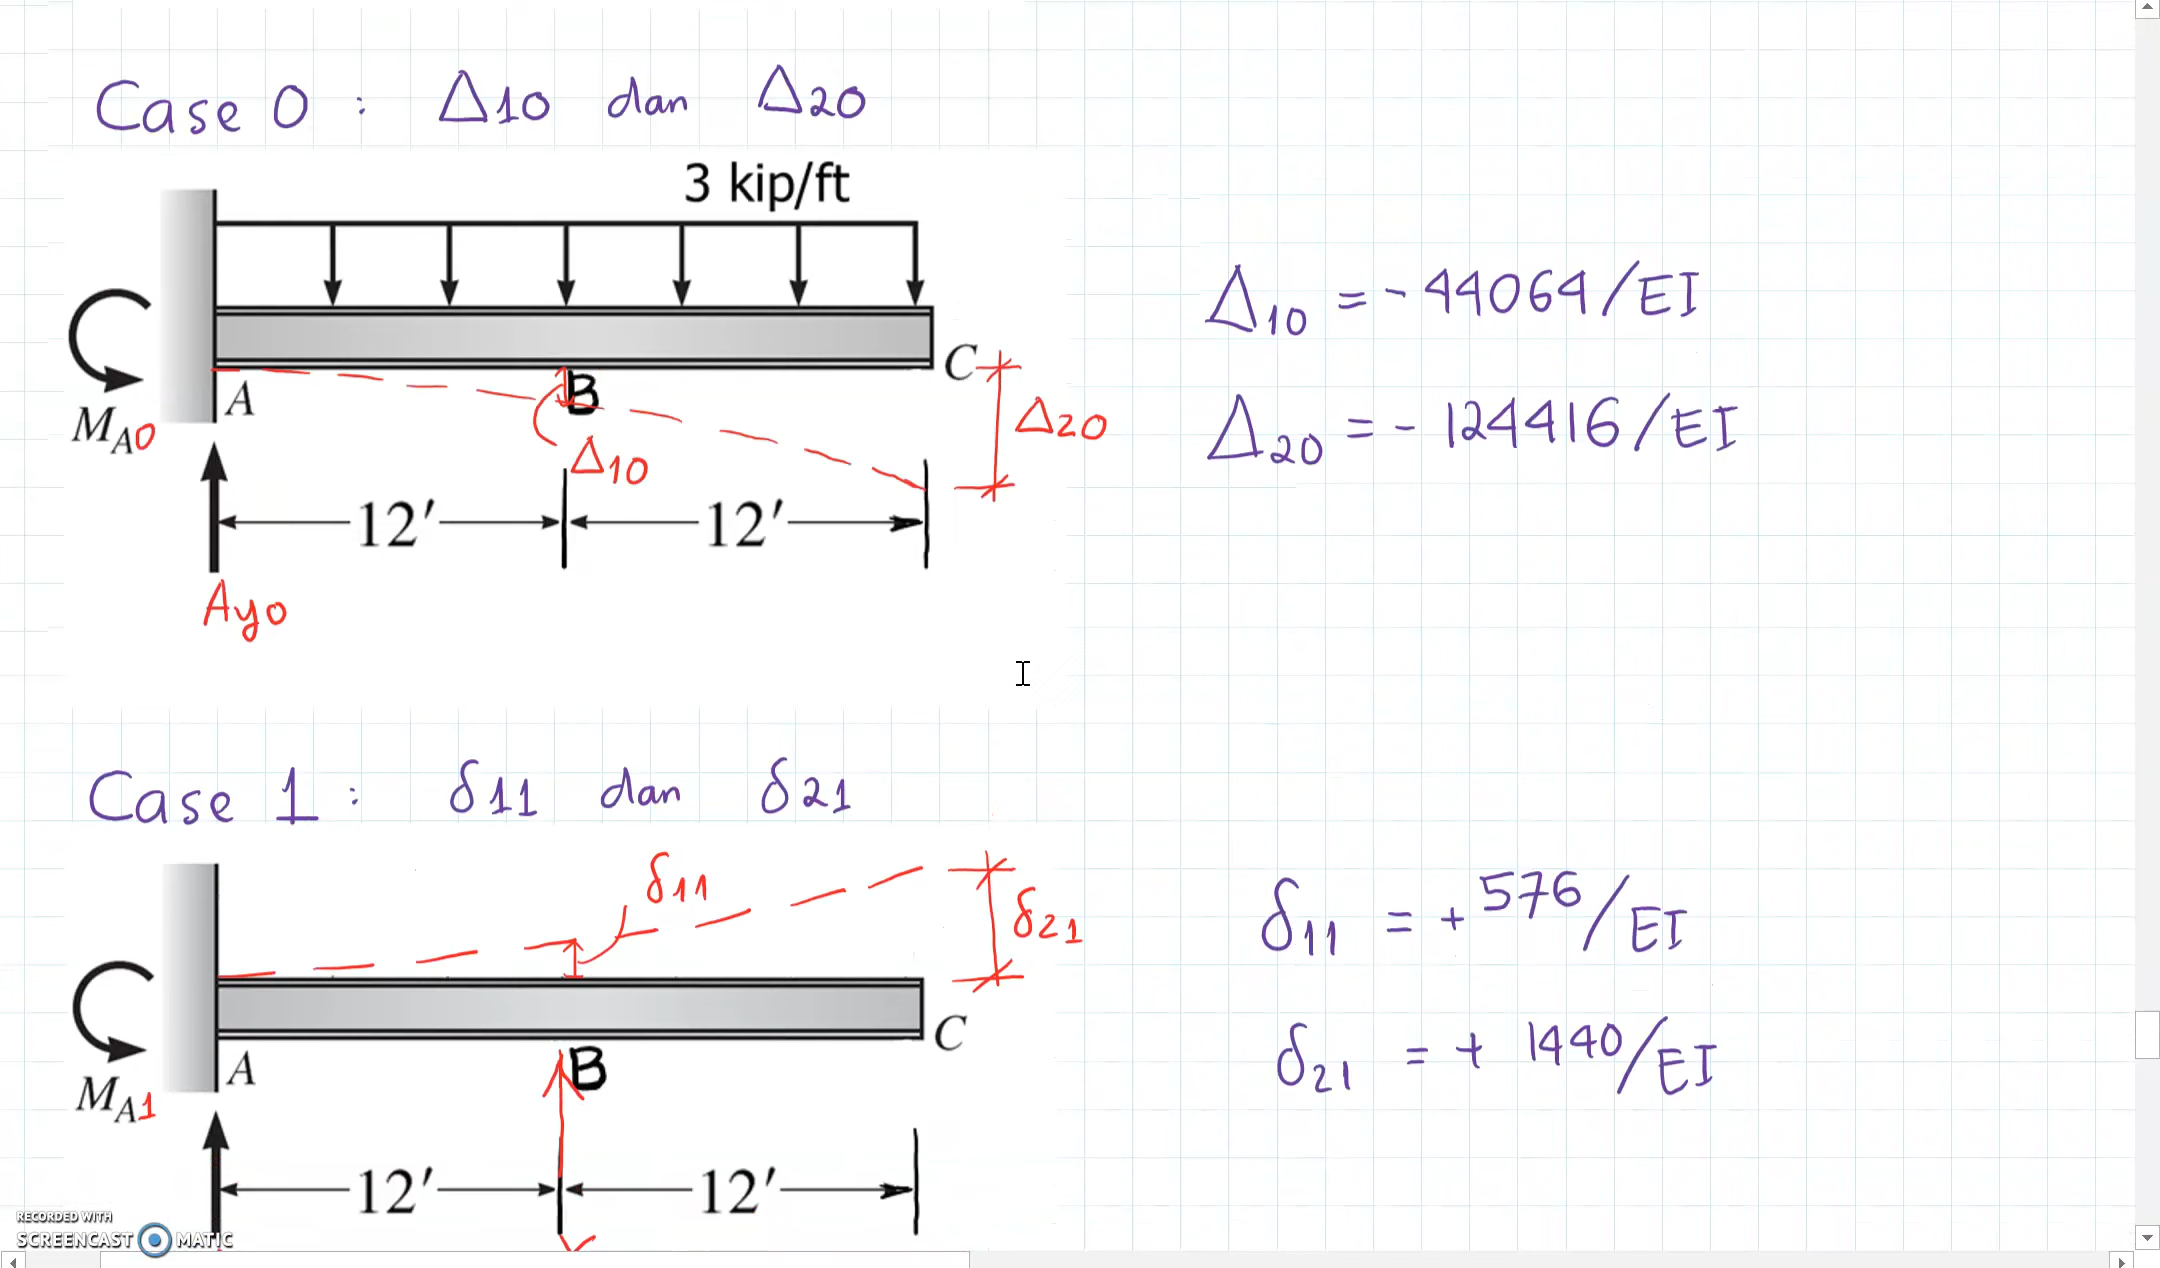 Case 0 : Δ10 dan Δ20
3 kip/ft
Δ10 = - 44064/EI
C
A
B
Δ20
MA0
Δ20 = - 124416/EI
Δ10
12′
12′
Ay0
Case 1 : δ11 dan δ21
δ11
δ21
δ11 = + 576/EI
C
A
B
δ21 = + 1440/EI
MA1
12′
12′
RECORDED WITH
SCREENCAST MATIC